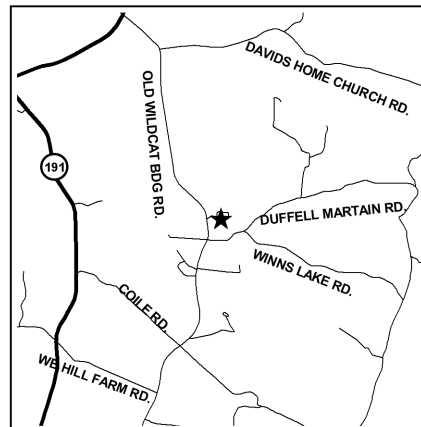 DAVIDS HOME CHURCH RD.
OLD WILDCAT BDG RD.
191
DUFFELL MARTAIN RD.
WINNS LAKE RD.
COILE RD.
WE HILL FARM RD.